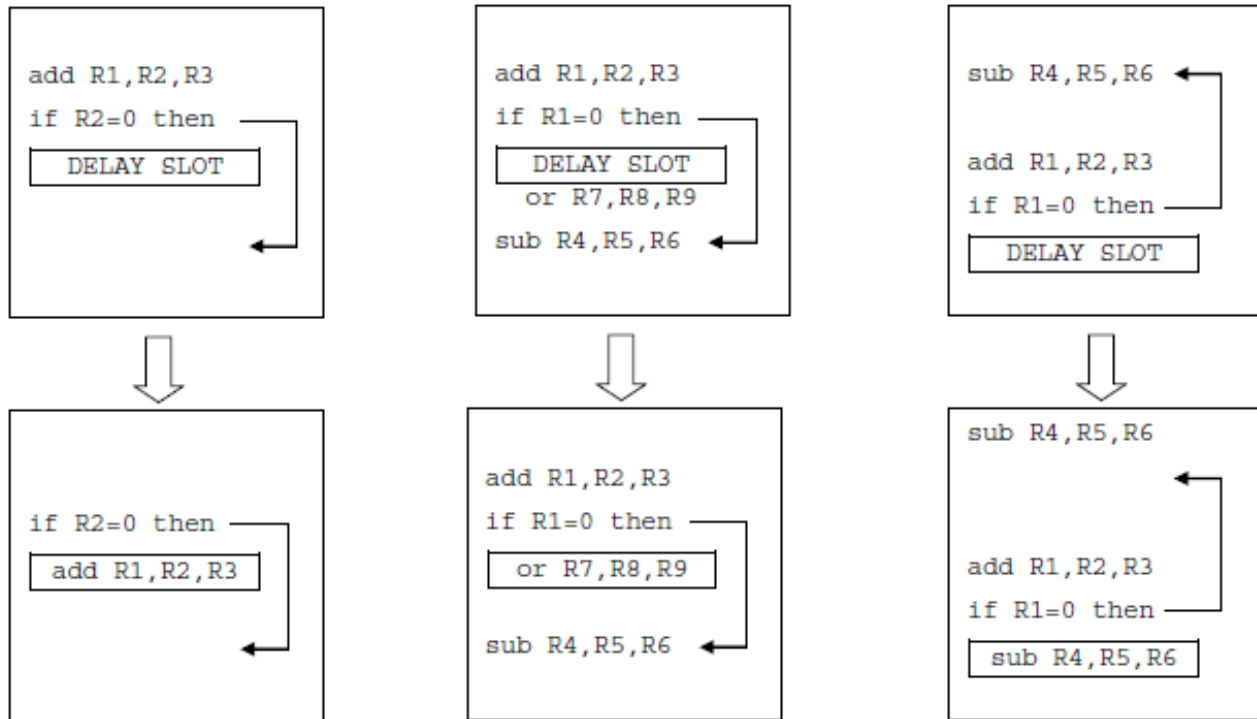 add R1,R2,R3
if R2=0 then
DELAY SLOT
add R1,R2,R3
if R1=0 then
DELAY SLOT
or R7,R8,R9
sub R4,R5,R6
sub R4,R5,R6
add R1,R2,R3
if R1=0 then
DELAY SLOT
if R2=0 then
add R1,R2,R3
add R1,R2,R3
if R1=0 then
or R7,R8,R9
sub R4,R5,R6
sub R4,R5,R6
add R1,R2,R3
if R1=0 then
sub R4,R5,R6